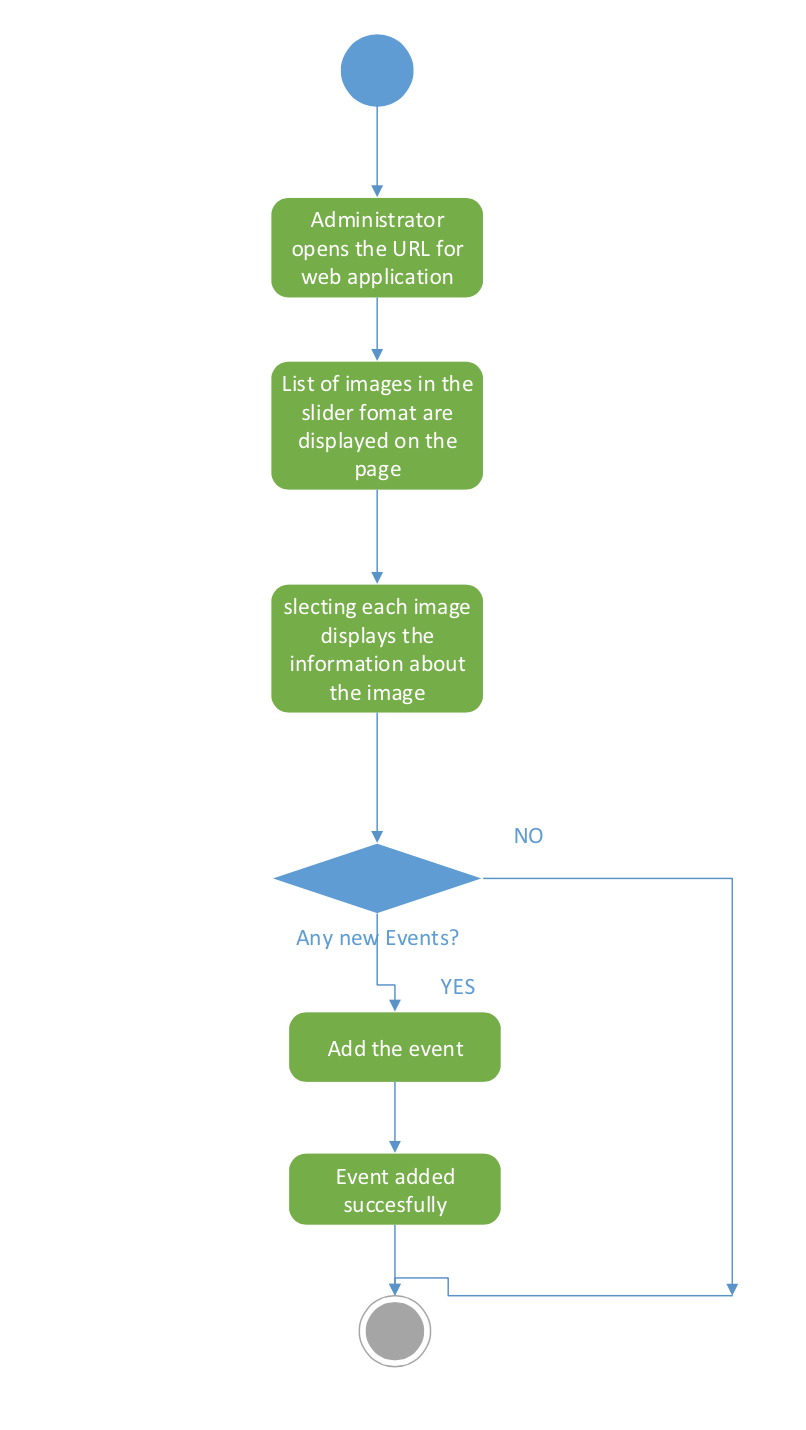 Administrator
opens the URL for
web application
List of images in the
slider fomat are
displayed on the
page
slecting each image
displays the
information about
the image
NO
Any new Events?
YES
Add the event
Event added
succesfully